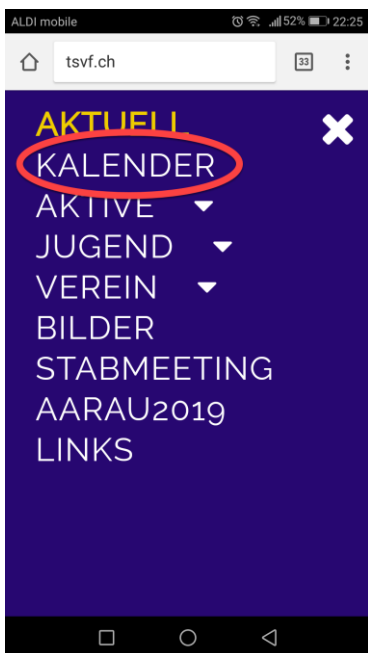 ALDI mobile 52% 22:25
tsvf.ch 33
AKTUELL
KALENDER
AKTIVE
JUGEND
VEREIN
BILDER
STABMEETING
AARAU2019
LINKS